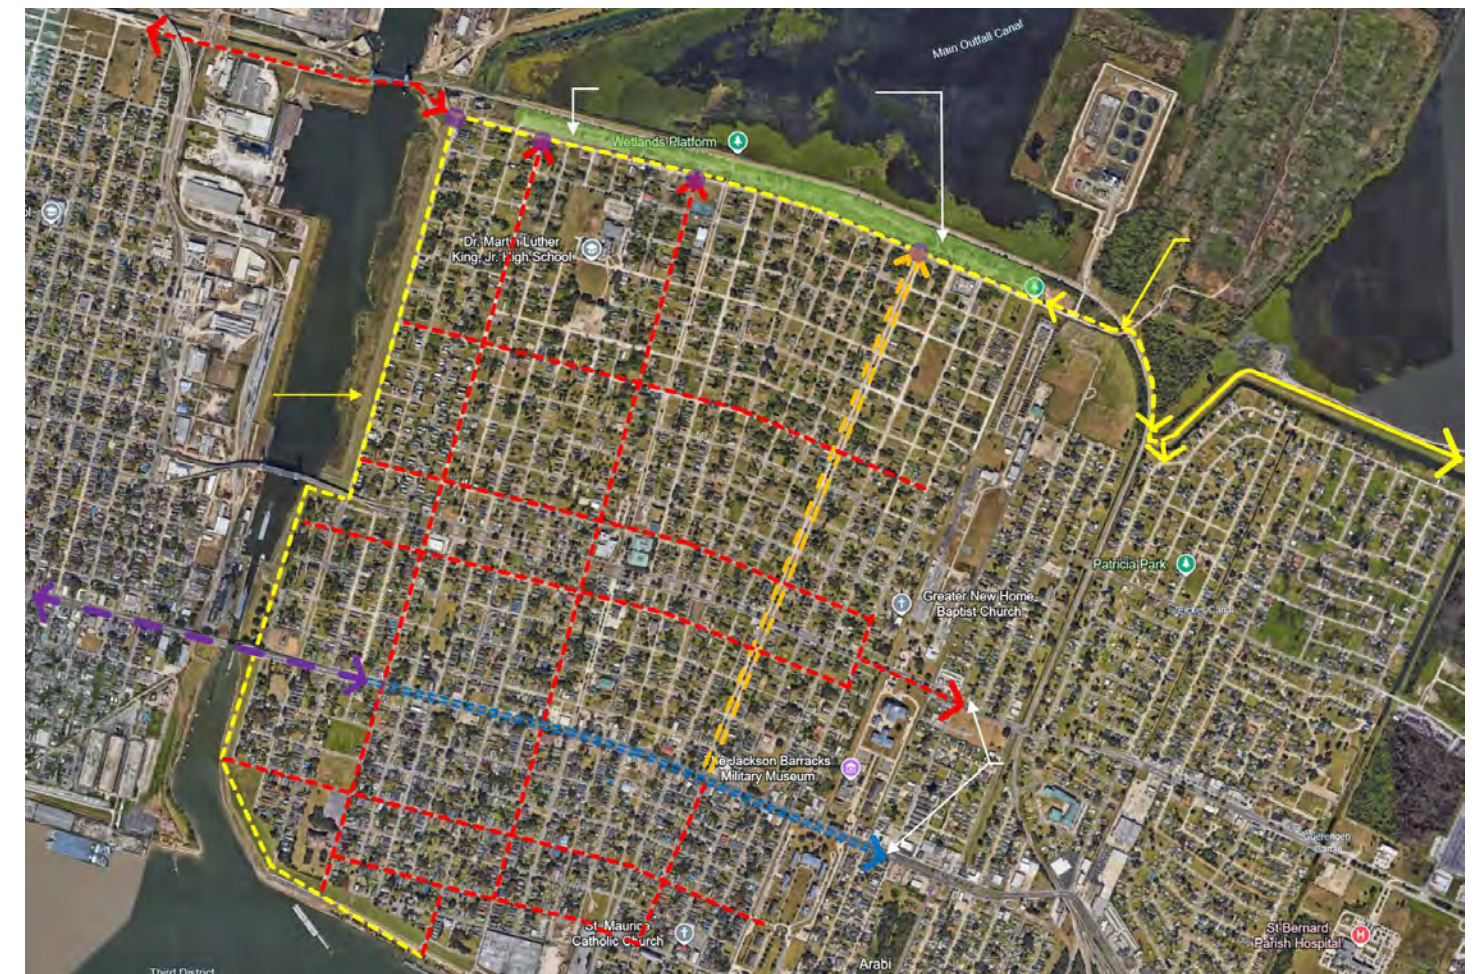 Main Outfall Canal
Wetlands Platform
Dr. Martin Luther
King, Jr. High School
Patricia Park
Greater New Home
Baptist Church
e Jackson Barracks
Military Museum
Canal
St. Maurice
Catholic Church
St Bernard
Parish Hospital
Arabi
Third District